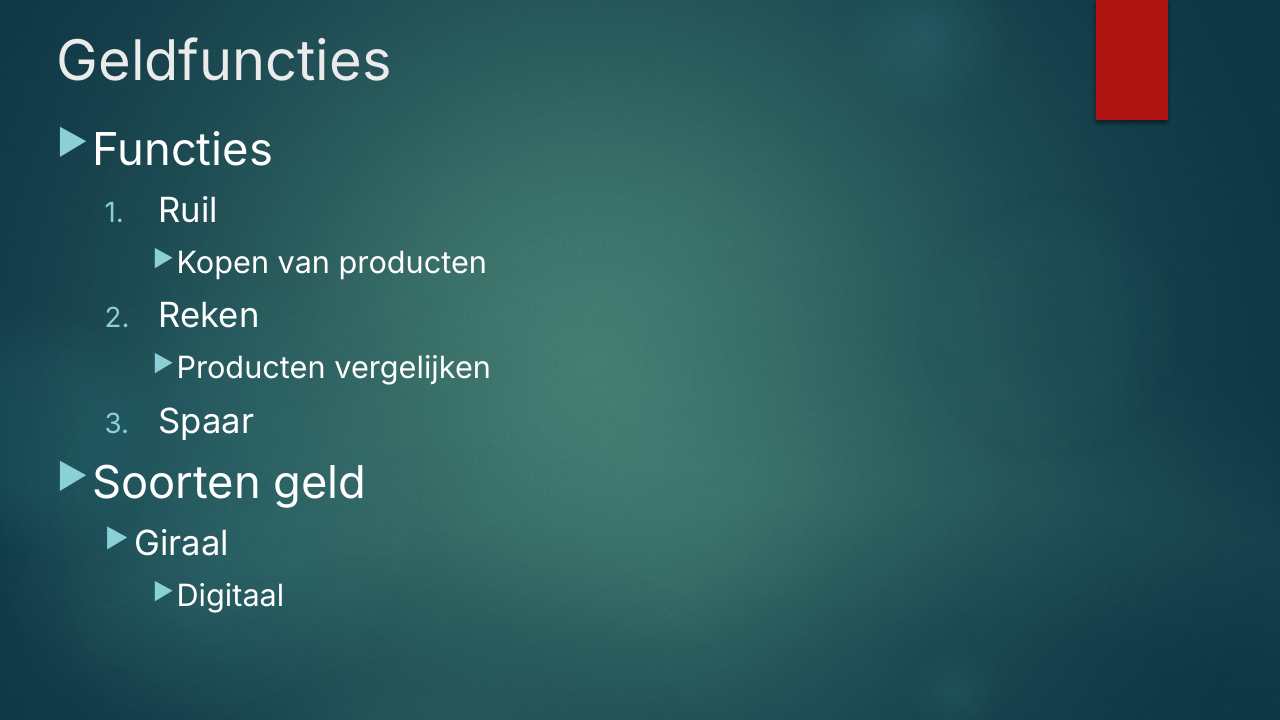 Geldfuncties
Functies
1. Ruil
Kopen van producten
2. Reken
Producten vergelijken
3. Spaar
Soorten geld
Giraal
Digitaal